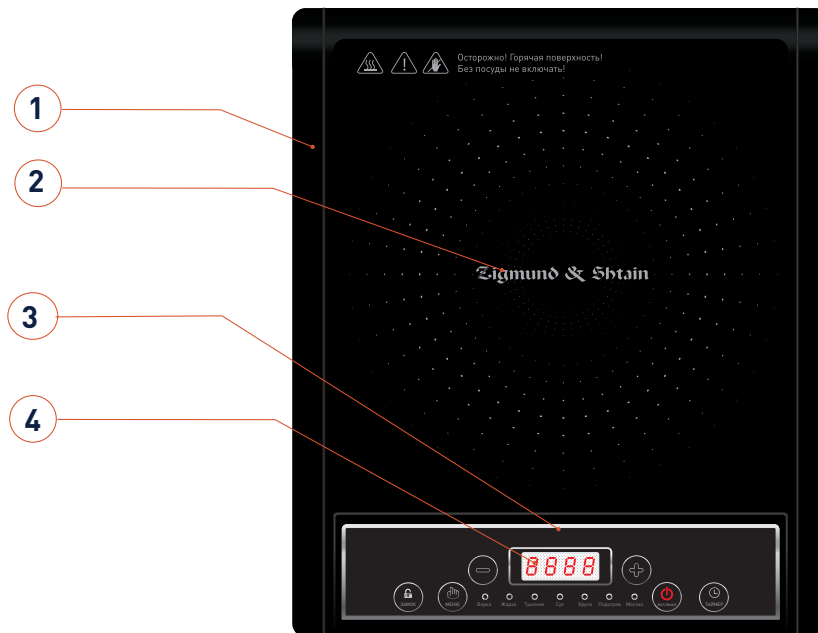 Осторожно! Горячая поверхность!
Без посуды не включать!
1
2
Zigmund & Shtain
3
4
8888
ЗАМОК
МЕНЮ
Варка Жарка Тушение Суп Крупа Подогрев Молоко
ВКЛ/ВЫКЛ
ТАЙМЕР